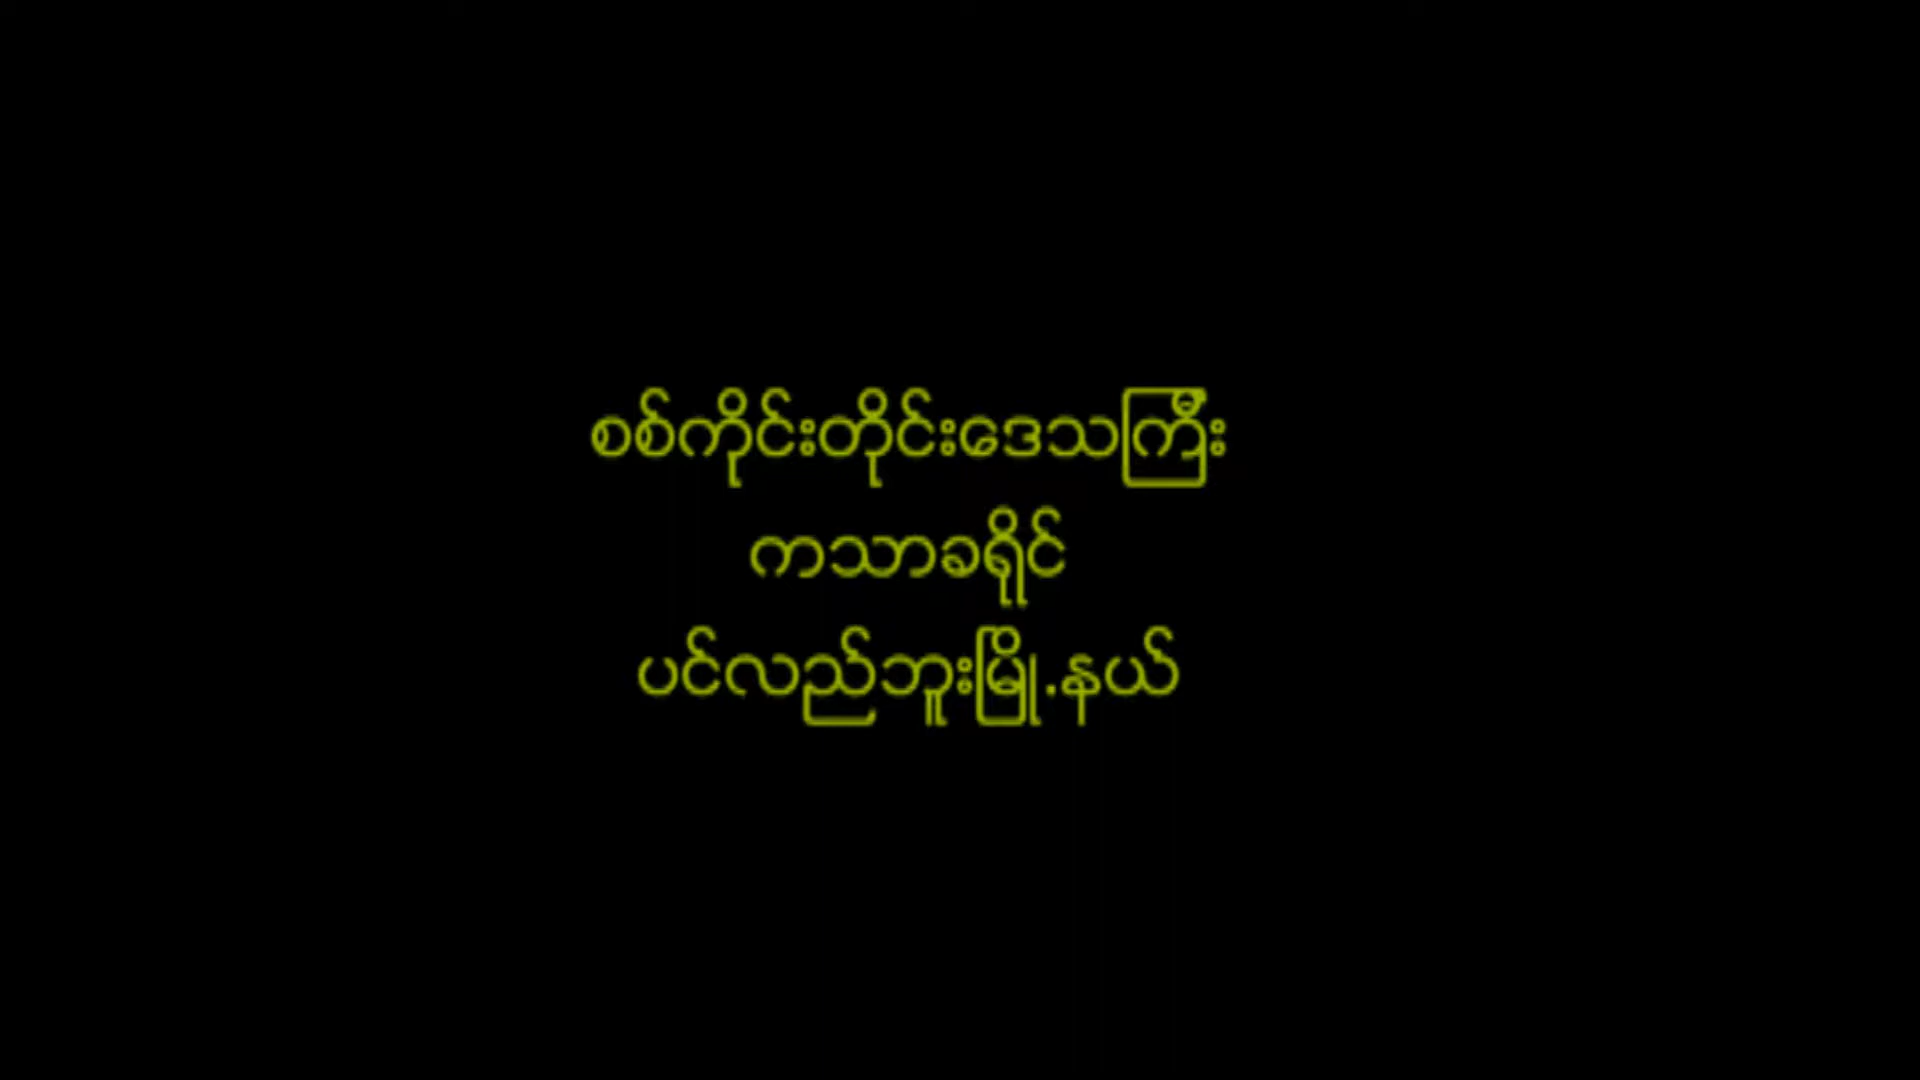 စစ်ကိုင်းတိုင်းဒေသကြီး
ကသာခရိုင်
ပင်လည်ဘူးမြို့နယ်